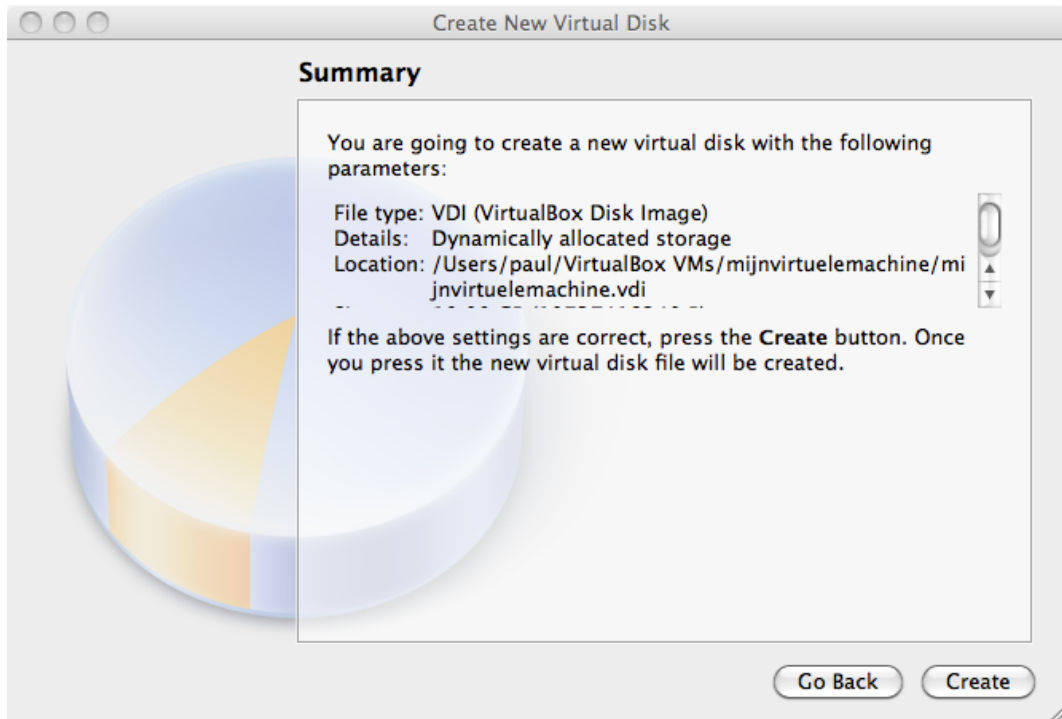 Create New Virtual Disk
Summary
You are going to create a new virtual disk with the following
parameters:
File type: VDI (VirtualBox Disk Image)
Details: Dynamically allocated storage
Location: /Users/paul/VirtualBox VMs/mijnvirtuelemachine/mi
jnvirtuelemachine.vdi
If the above settings are correct, press the Create button. Once
you press it the new virtual disk file will be created.
Go Back
Create